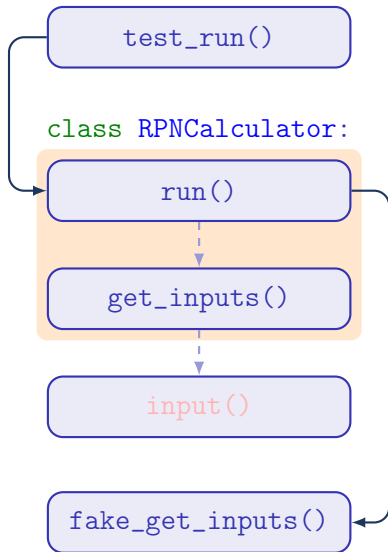 test_run()
class RPNCalculator:
run()
get_inputs()
input()
fake_get_inputs()